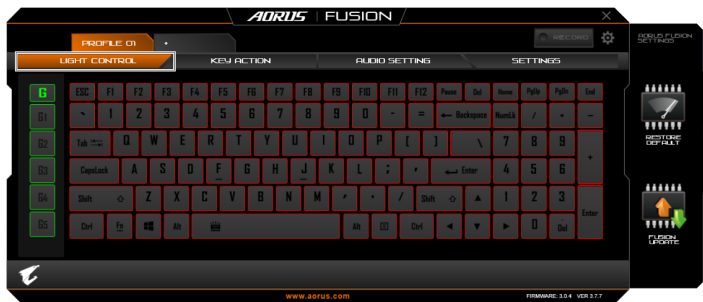 AORUS | FUSION
PROFILE 01 +
RECORD
AORUS FUSION
SETTINGS
LIGHT CONTROL KEY ACTION AUDIO SETTING SETTINGS
G ESC F1 F2 F3 F4 F5 F6 F7 F8 F9 F10 F11 F12 Pause Del Home PgUp PgDn End
G1 ~ 1 2 3 4 5 6 7 8 9 0 - = ← Backspace NumLk / * -
G2 Tab Q W E R T Y U I O P [ ] \ 7 8 9 +
G3 CapsLock A S D F G H J K L ; ' Enter 4 5 6
G4 Shift Z X C V B N M , . / Shift ▲ 1 2 3
G5 Ctrl Fn Alt Alt Ctrl ◄ ▼ ► 0 Del Enter
RESTORE
DEFAULT
FUSION
UPDATE
www.aorus.com
FIRMWARE: 3.0.4 VER 3.7.7